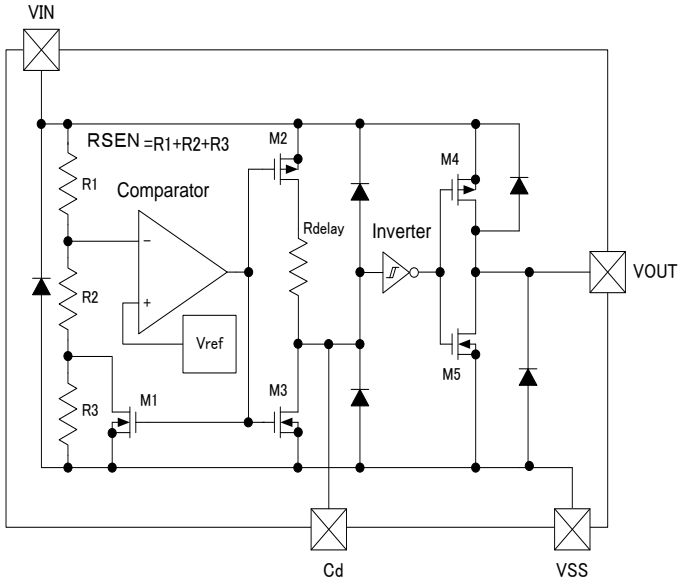 VIN
RSEN =R1+R2+R3
M2
M4
R1
Comparator
Rdelay
Inverter
−
VOUT
R2
+
Vref
M5
R3
M1
M3
Cd
VSS